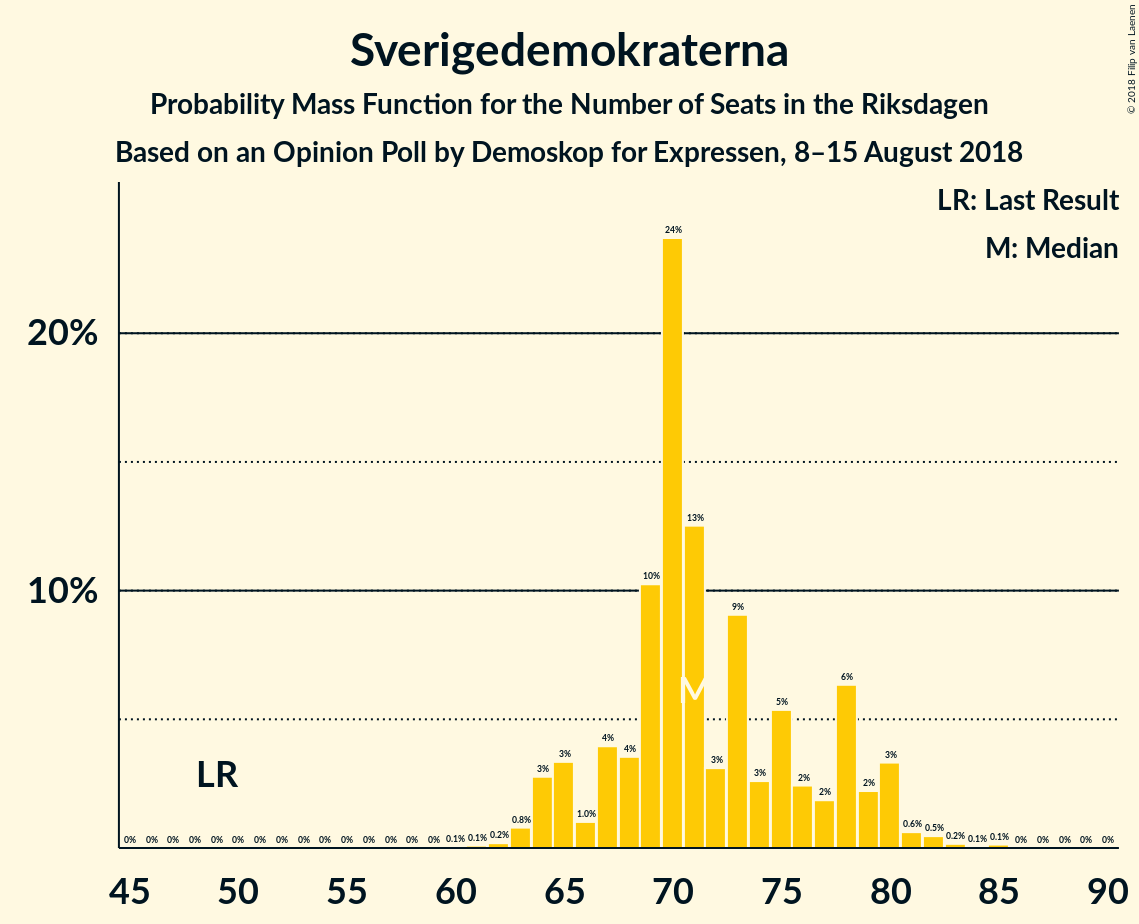 Sverigedemokraterna
Probability Mass Function for the Number of Seats in the Riksdagen
Based on an Opinion Poll by Demoskop for Expressen, 8–15 August 2018
© 2018 Filip van Laenen
LR: Last Result
M: Median
24%
20%
13%
10%
10%
9%
6%
M
5%
4%
4%
3%
LR
3%
3%
3%
3%
3%
2%
2%
2%
1.0%
0.8%
0.6%
0.5%
0% 0% 0% 0% 0% 0% 0% 0% 0% 0% 0% 0% 0% 0% 0% 0.1% 0.1% 0.2% 0.2% 0.1% 0.1% 0% 0% 0% 0% 0%
45 50 55 60 65 70 75 80 85 90